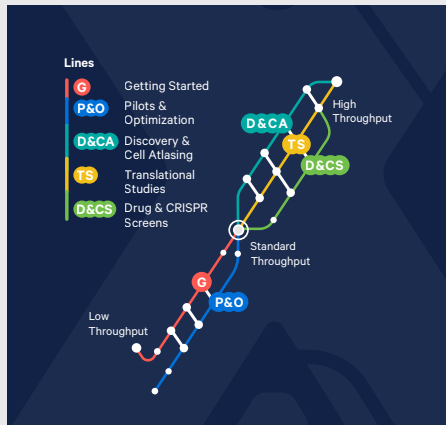 Lines
G Getting Started
P&O Pilots &
Optimization
D&CA Discovery &
Cell Atlasing
TS Translational
Studies
D&CS Drug & CRISPR
Screens
High
Throughput
D&CA
TS
D&CS
Standard
Throughput
G
P&O
Low
Throughput